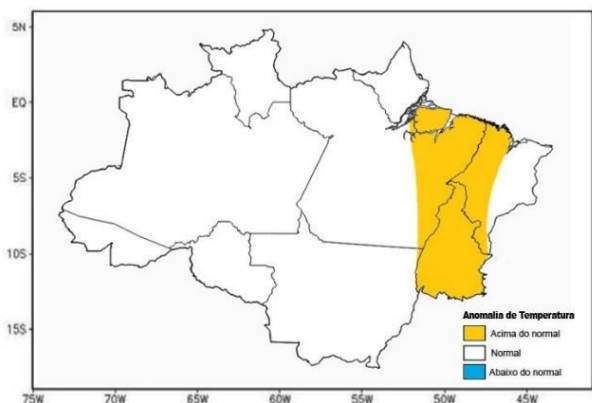 5N
EQ
5S
10S
15S
75W 70W 65W 60W 55W 50W 45W
Anomalia de Temperatura
Acima do normal
Normal
Abaixo do normal